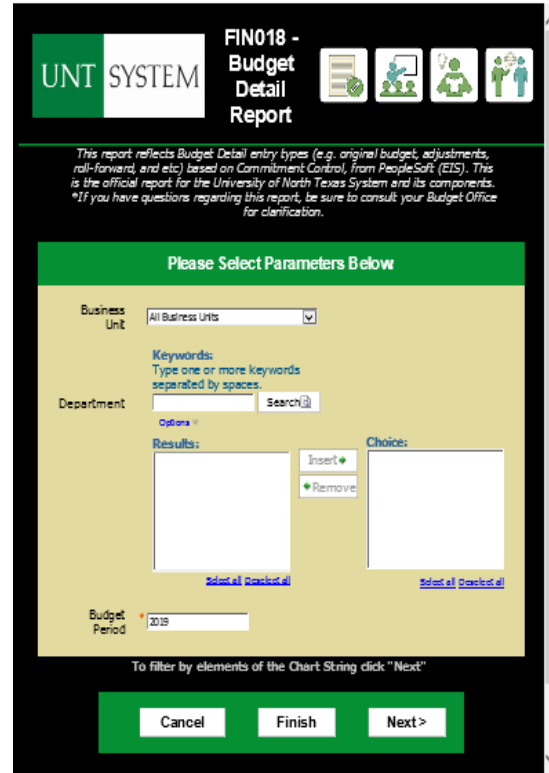 UNT SYSTEM
FIN018 -
Budget
Detail
Report
This report reflects Budget Detail entry types (e.g. original budget, adjustments,
roll-forward, and etc) based on Commitment Control, from PeopleSoft (EIS). This
is the official report for the University of North Texas System and its components.
*If you have questions regarding this report, be sure to consult your Budget Office
for clarification.
Please Select Parameters Below:
Business
Unit
All Business Units
Keywords:
Type one or more keywords
separated by spaces.
Department
Search
Options
Results:
Choice:
Insert
Remove
Select all Deselect all
Select all Deselect all
Budget
Period
* 2019
To filter by elements of the Chart String click "Next"
Cancel
Finish
Next >